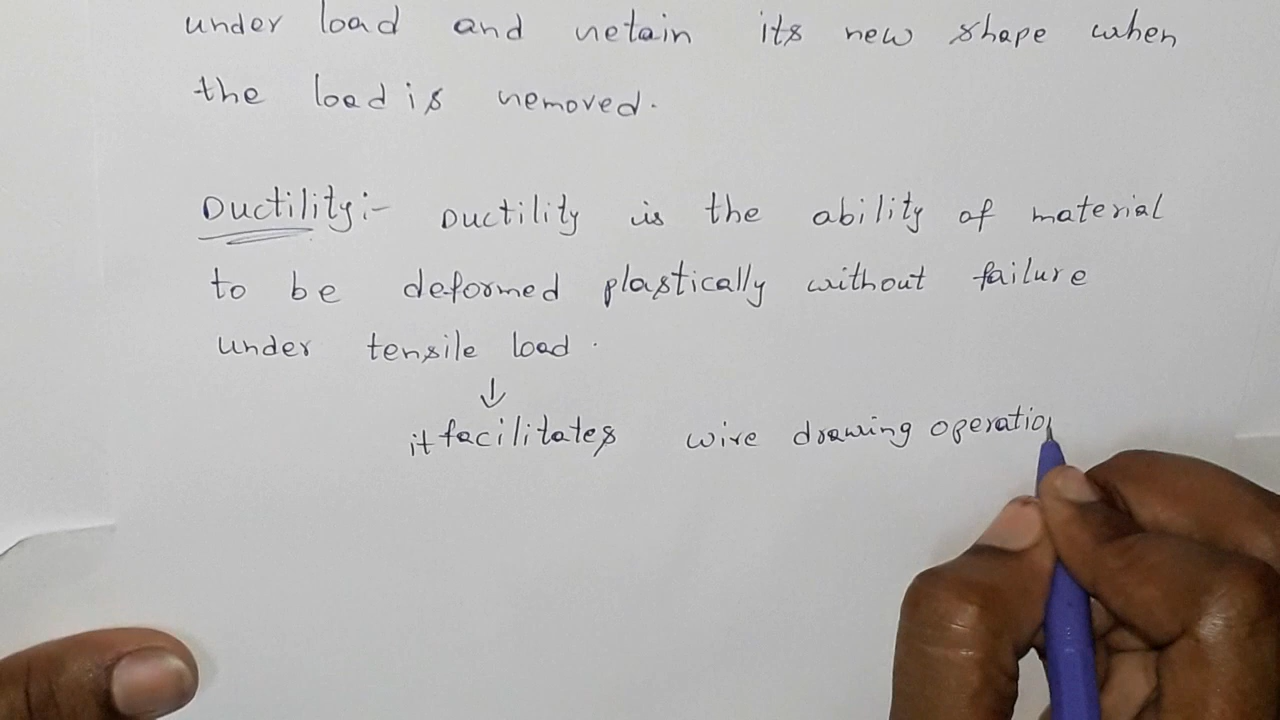 under load and retain its new shape when
the load is removed.
Ductility:- Ductility is the ability of material
to be deformed plastically without failure
under tensile load.
↓
it facilitates wire drawing operation